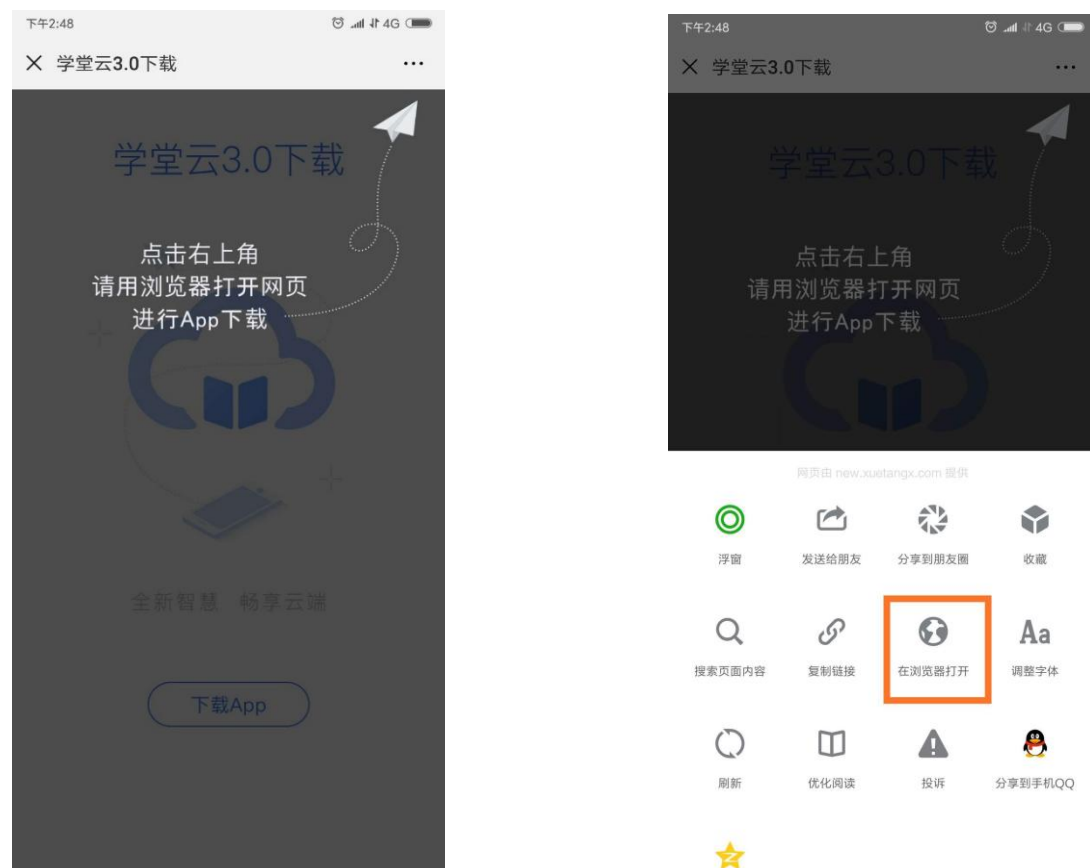 下午2:48
4G
学堂云3.0下载
学堂云3.0下载
点击右上角
请用浏览器打开网页
进行App下载
全新智慧 畅享云端
下载App
下午2:48
4G
学堂云3.0下载
学堂云3.0下载
点击右上角
请用浏览器打开网页
进行App下载
网页由 new.xuetangx.com 提供
浮窗
发送给朋友
分享到朋友圈
收藏
搜索页面内容
复制链接
在浏览器打开
Aa
调整字体
刷新
优化阅读
投诉
分享到手机QQ